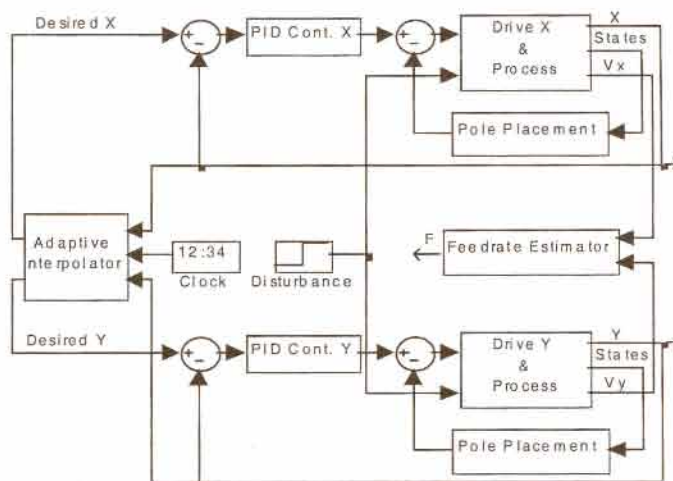 Desired X
+
−
PID Cont. X
+
−
Drive X
&
Process
X
States
Vx
Pole Placement
Adaptive
nterpolator
12:34
Clock
Disturbance
F
Feedrate Estimator
Desired Y
+
−
PID Cont. Y
+
−
Drive Y
&
Process
Y
States
Vy
Pole Placement